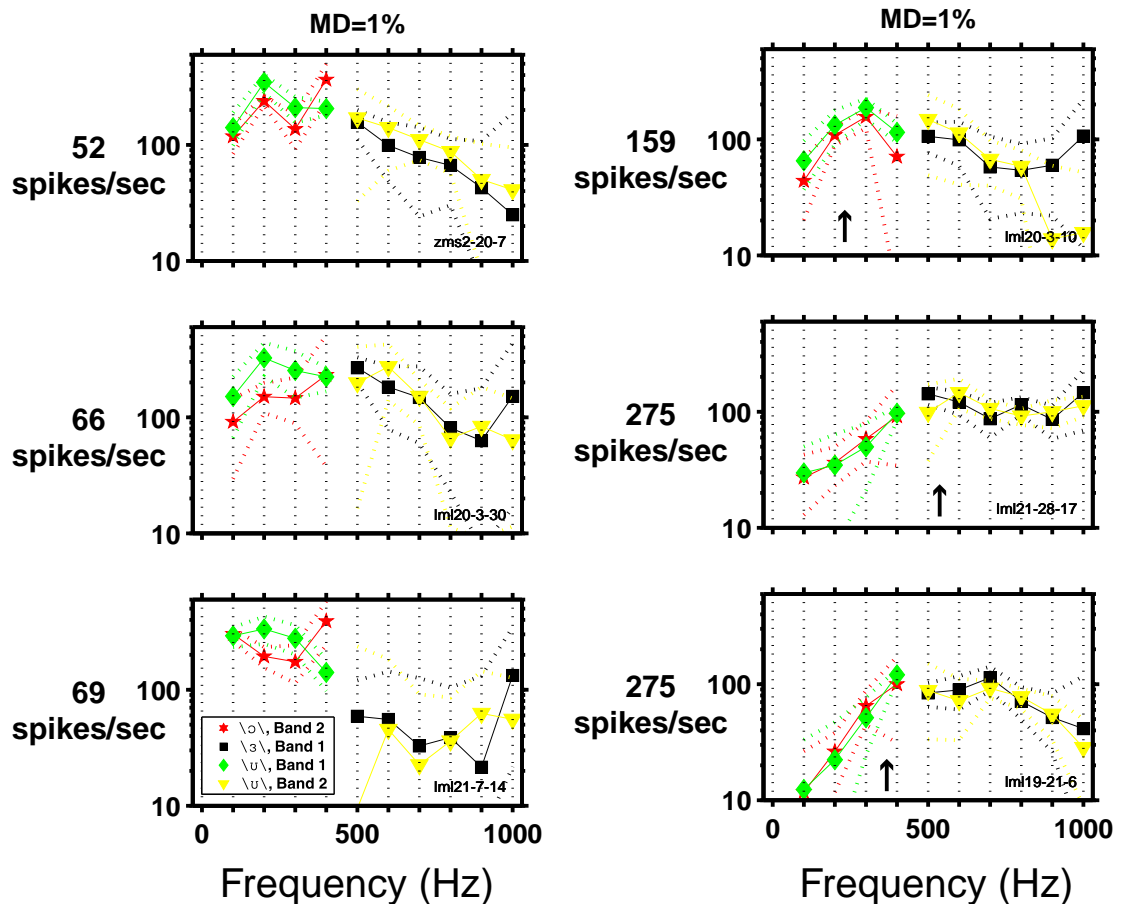 MD=1%
52
spikes/sec
100
10
zms2-20-7
66
spikes/sec
100
10
lml20-3-30
69
spikes/sec
100
10
\ɔ\, Band 2
\ɜ\, Band 1
\ʊ\, Band 1
\ʊ\, Band 2
lml21-7-14
0
500
1000
Frequency (Hz)
MD=1%
159
spikes/sec
100
10
lml20-3-10
275
spikes/sec
100
10
lml21-28-17
275
spikes/sec
100
10
lml19-21-6
0
500
1000
Frequency (Hz)